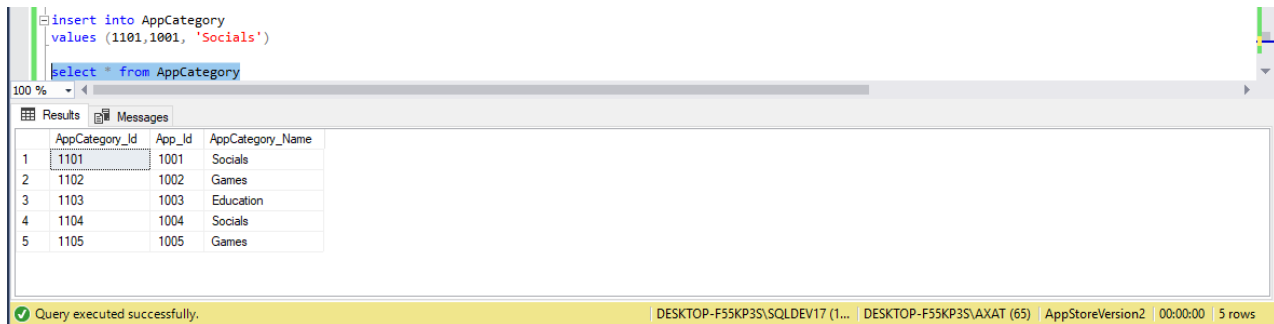 insert into AppCategory
values (1101,1001, 'Socials')
select * from AppCategory
100 %
Results Messages
AppCategory_Id App_Id AppCategory_Name
1 1101 1001 Socials
2 1102 1002 Games
3 1103 1003 Education
4 1104 1004 Socials
5 1105 1005 Games
Query executed successfully. DESKTOP-F55KP3S\SQLDEV17 (1... DESKTOP-F55KP3S\AXAT (65) AppStoreVersion2 00:00:00 5 rows